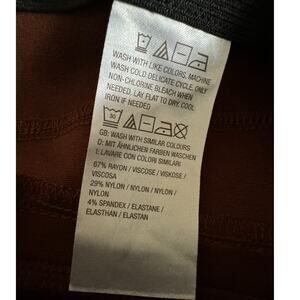 WASH WITH LIKE COLORS. MACHINE
WASH COLD DELICATE CYCLE. ONLY
NON-CHLORINE BLEACH WHEN
NEEDED. LAY FLAT TO DRY. COOL
IRON IF NEEDED
30
GB: WASH WITH SIMILAR COLOURS
D: MIT ÄHNLICHEN FARBEN WASCHEN
I: LAVARE CON COLORI SIMILARI
67% RAYON / VISCOSE / VISKOSE /
VISCOSA
29% NYLON / NYLON / NYLON /
NYLON
4% SPANDEX / ELASTANE /
ELASTHAN / ELASTAN